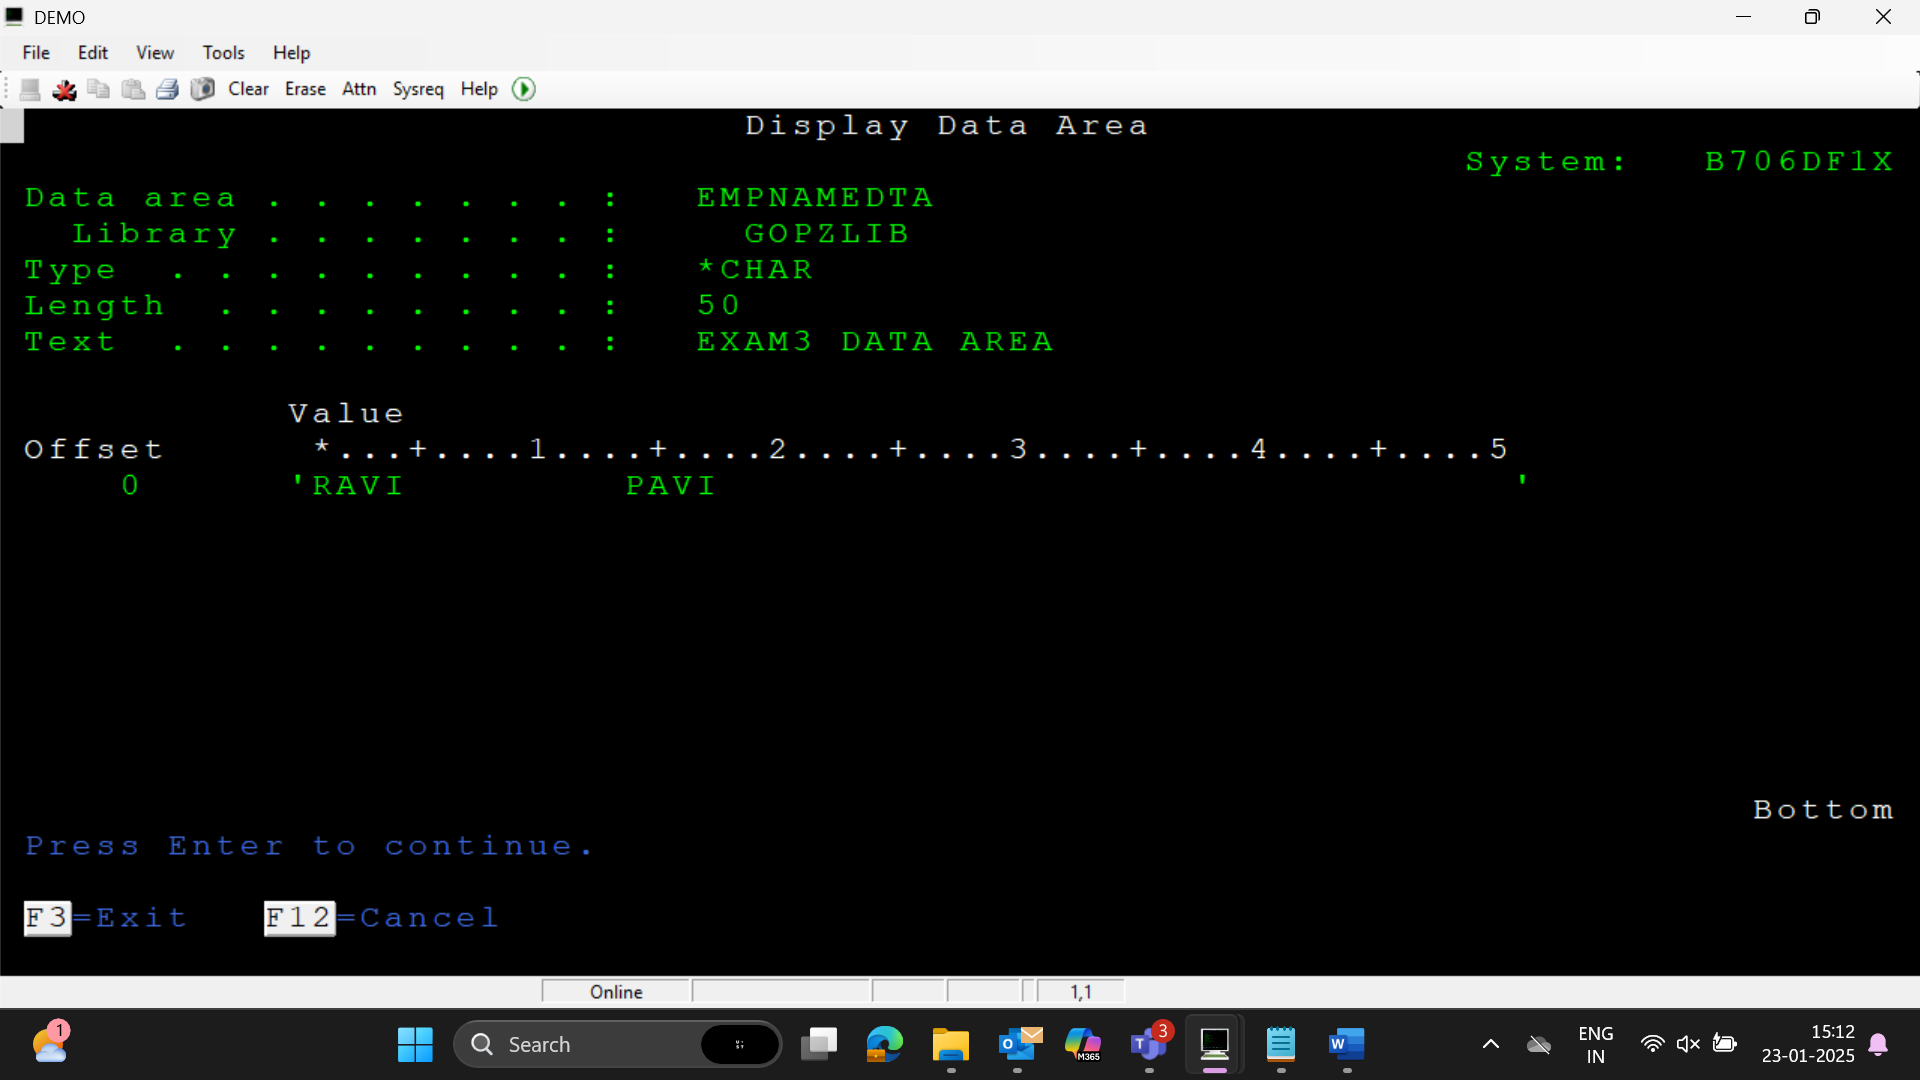 DEMO
File Edit View Tools Help
Clear Erase Attn Sysreq Help
Display Data Area
System: B706DF1X
Data area . . . . . . . : EMPNAMEDTA
Library . . . . . . . : GOPZLIB
Type . . . . . . . . . : *CHAR
Length . . . . . . . . : 50
Text . . . . . . . . . : EXAM3 DATA AREA
Value
Offset *...+....1....+....2....+....3....+....4....+....5
0 'RAVI          PAVI                                  '
Bottom
Press Enter to continue.
F3=Exit F12=Cancel
Online 1,1
1 Search M365 3 ENG 15:12
IN 23-01-2025